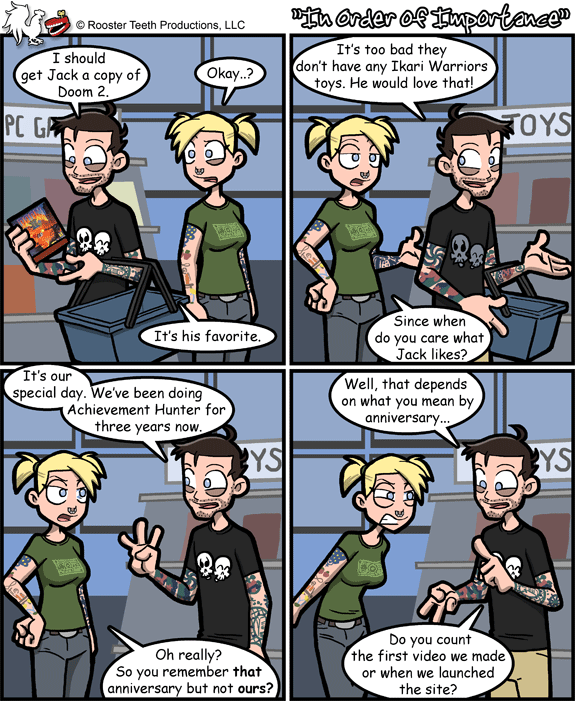 © Rooster Teeth Productions, LLC
"In Order of Importance"
I should
get Jack a copy of
Doom 2.
Okay..?
PC GA
It's his favorite.
It's too bad they
don't have any Ikari Warriors
toys. He would love that!
TOYS
Since when
do you care what
Jack likes?
It's our
special day. We've been doing
Achievement Hunter for
three years now.
YS
Oh really?
So you remember that
anniversary but not ours?
Well, that depends
on what you mean by
anniversary...
YS
Do you count
the first video we made
or when we launched
the site?